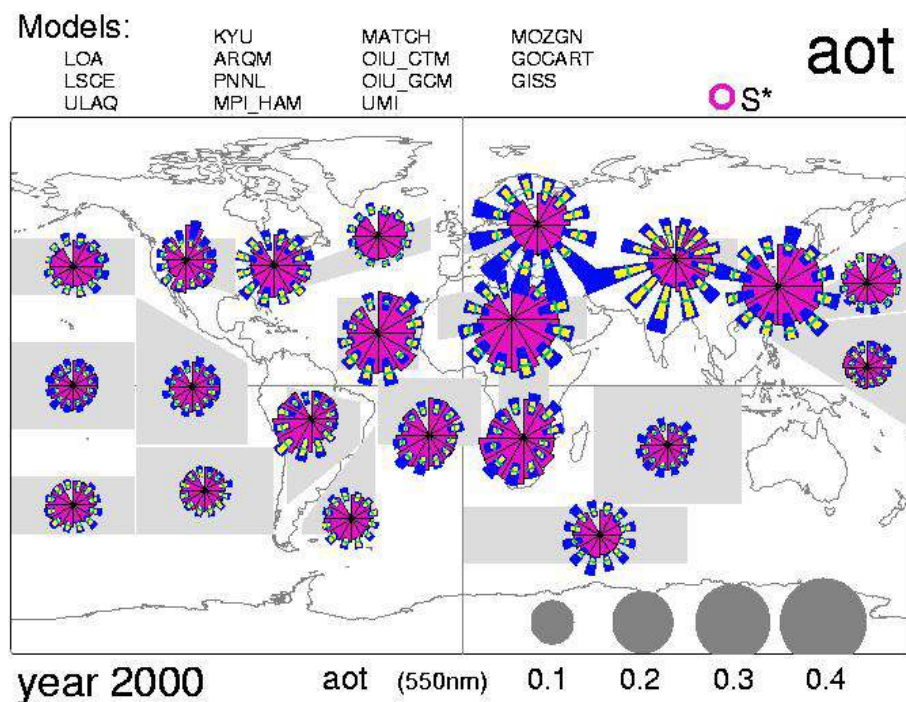 Models:
KYU MATCH MOZGN
LOA ARQM OIU_CTM GOCART
LSCE PNNL OIU_GCM GISS
ULAQ MPI_HAM UMI
aot
S*
year 2000 aot (550nm) 0.1 0.2 0.3 0.4